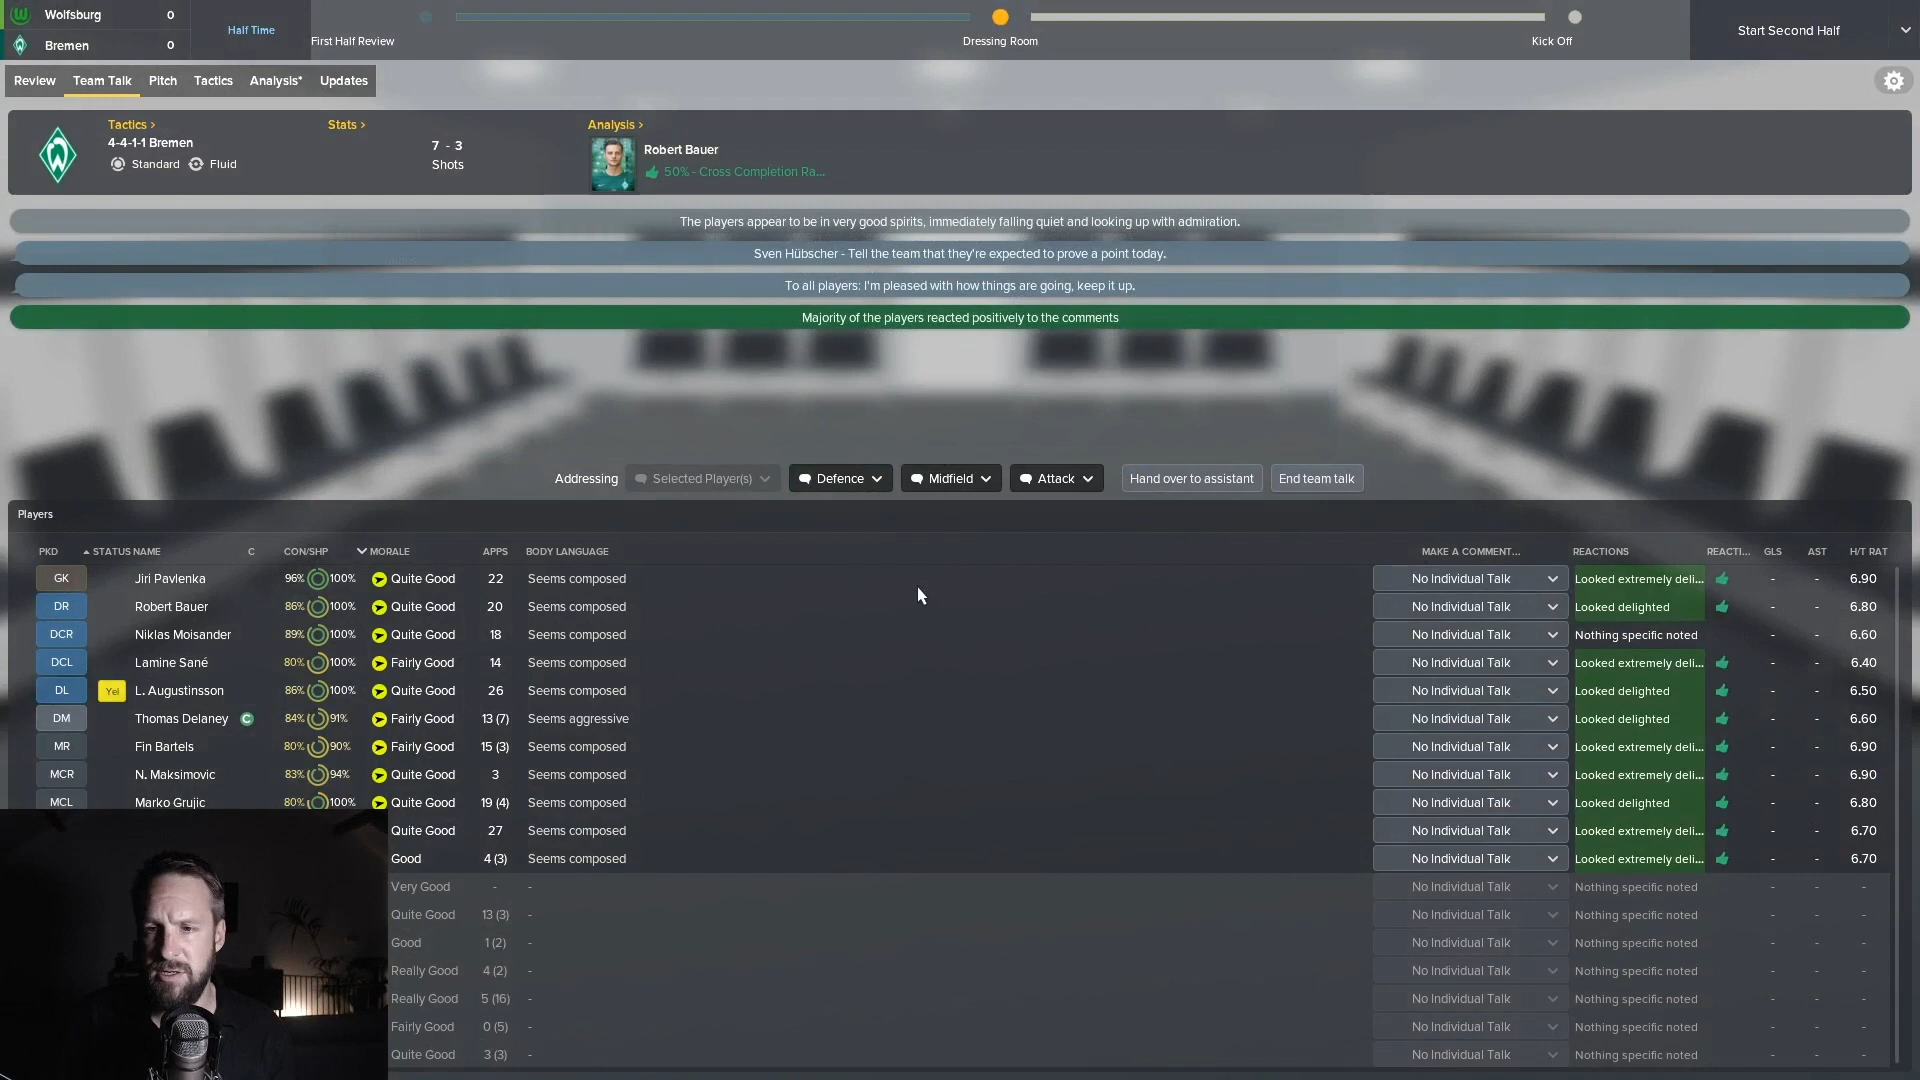 Wolfsburg 0
Bremen 0
Half Time
First Half Review
Dressing Room
Kick Off
Start Second Half
Review Team Talk Pitch Tactics Analysis* Updates
Tactics >
4-4-1-1 Bremen
Standard Fluid
Stats >
7 - 3
Shots
Analysis >
Robert Bauer
50% - Cross Completion Ra...
The players appear to be in very good spirits, immediately falling quiet and looking up with admiration.
Sven Hübscher - Tell the team that they're expected to prove a point today.
To all players: I'm pleased with how things are going, keep it up.
Majority of the players reacted positively to the comments
Addressing Selected Player(s) Defence Midfield Attack Hand over to assistant End team talk
Players
PKD STATUS NAME C CON/SHP MORALE APPS BODY LANGUAGE MAKE A COMMENT... REACTIONS REACTI... GLS AST H/T RAT
GK Jiri Pavlenka 96% 100% Quite Good 22 Seems composed No Individual Talk Looked extremely deli... - - 6.90
DR Robert Bauer 86% 100% Quite Good 20 Seems composed No Individual Talk Looked delighted - - 6.80
DCR Niklas Moisander 89% 100% Quite Good 18 Seems composed No Individual Talk Nothing specific noted - - 6.60
DCL Lamine Sané 80% 100% Fairly Good 14 Seems composed No Individual Talk Looked extremely deli... - - 6.40
DL Yel L. Augustinsson 86% 100% Quite Good 26 Seems composed No Individual Talk Looked delighted - - 6.50
DM Thomas Delaney C 84% 91% Fairly Good 13 (7) Seems aggressive No Individual Talk Looked delighted - - 6.60
MR Fin Bartels 80% 90% Fairly Good 15 (3) Seems composed No Individual Talk Looked extremely deli... - - 6.90
MCR N. Maksimovic 83% 94% Quite Good 3 Seems composed No Individual Talk Looked extremely deli... - - 6.90
MCL Marko Grujic 80% 100% Quite Good 19 (4) Seems composed No Individual Talk Looked delighted - - 6.80
Quite Good 27 Seems composed No Individual Talk Looked extremely deli... - - 6.70
Good 4 (3) Seems composed No Individual Talk Looked extremely deli... - - 6.70
Very Good - - No Individual Talk Nothing specific noted - - -
Quite Good 13 (3) - No Individual Talk Nothing specific noted - - -
Good 1 (2) - No Individual Talk Nothing specific noted - - -
Really Good 4 (2) - No Individual Talk Nothing specific noted - - -
Really Good 5 (16) - No Individual Talk Nothing specific noted - - -
Fairly Good 0 (5) - No Individual Talk Nothing specific noted - - -
Quite Good 3 (3) - No Individual Talk Nothing specific noted - - -